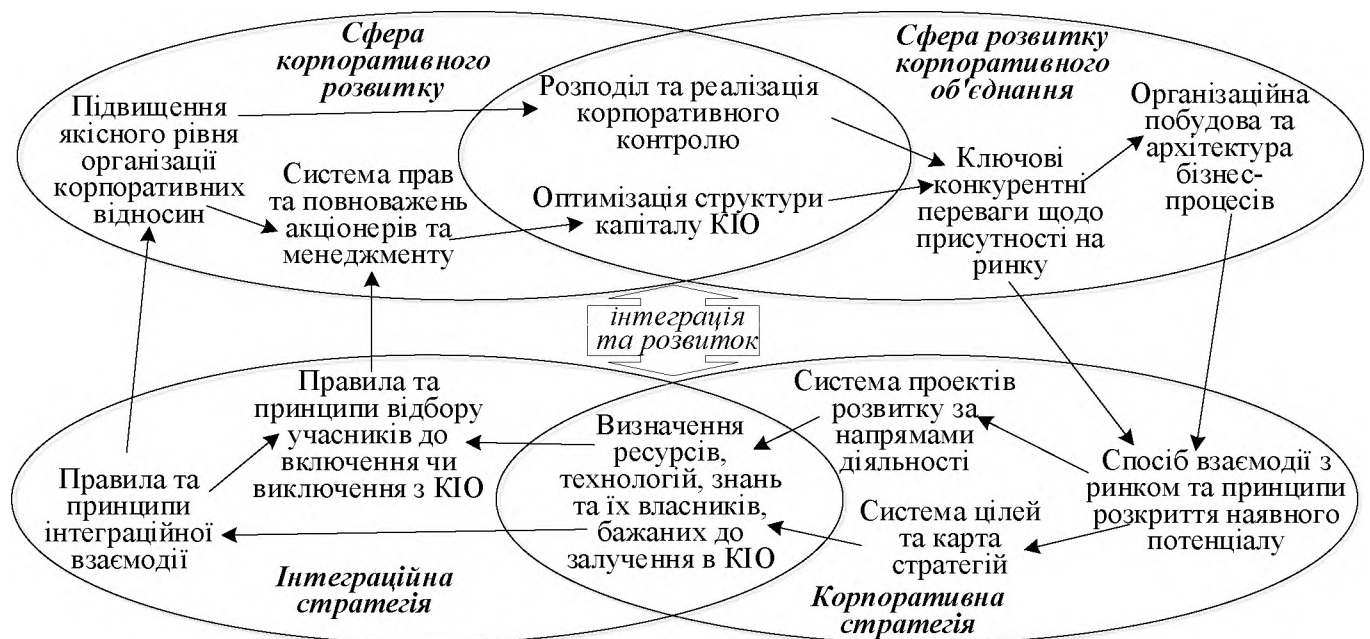 Сфера
корпоративного
розвитку
Сфера розвитку
корпоративного
об'єднання
Підвищення
якісного рівня
організації
корпоративних
відносин
Система прав
та повноважень
акціонерів та
менеджменту
Розподіл та реалізація
корпоративного
контролю
Оптимізація структури
капіталу КІО
Ключові
конкурентні
переваги щодо
присутності на
ринку
Організаційна
побудова та
архітектура
бізнес-
процесів
інтеграція
та розвиток
Правила та
принципи відбору
учасників до
включення чи
виключення з КІО
Правила та
принципи
інтеграційної
взаємодії
Визначення
ресурсів,
технологій, знань
та їх власників,
бажаних до
залучення в КІО
Система проектів
розвитку за
напрямами
діяльності
Система цілей
та карта
стратегій
Спосіб взаємодії з
ринком та принципи
розкриття наявного
потенціалу
Інтеграційна
стратегія
Корпоративна
стратегія